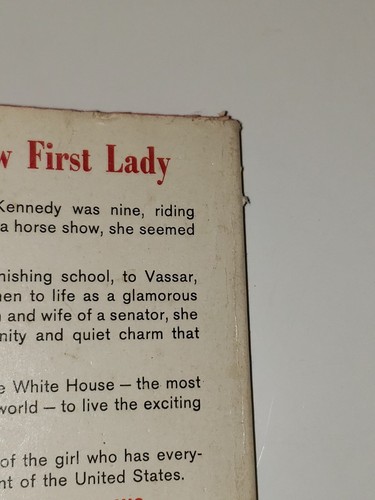 w First Lady
Kennedy was nine, riding
a horse show, she seemed
nishing school, to Vassar,
hen to life as a glamorous
and wife of a senator, she
nity and quiet charm that
e White House — the most
world — to live the exciting
of the girl who has every-
nt of the United States.